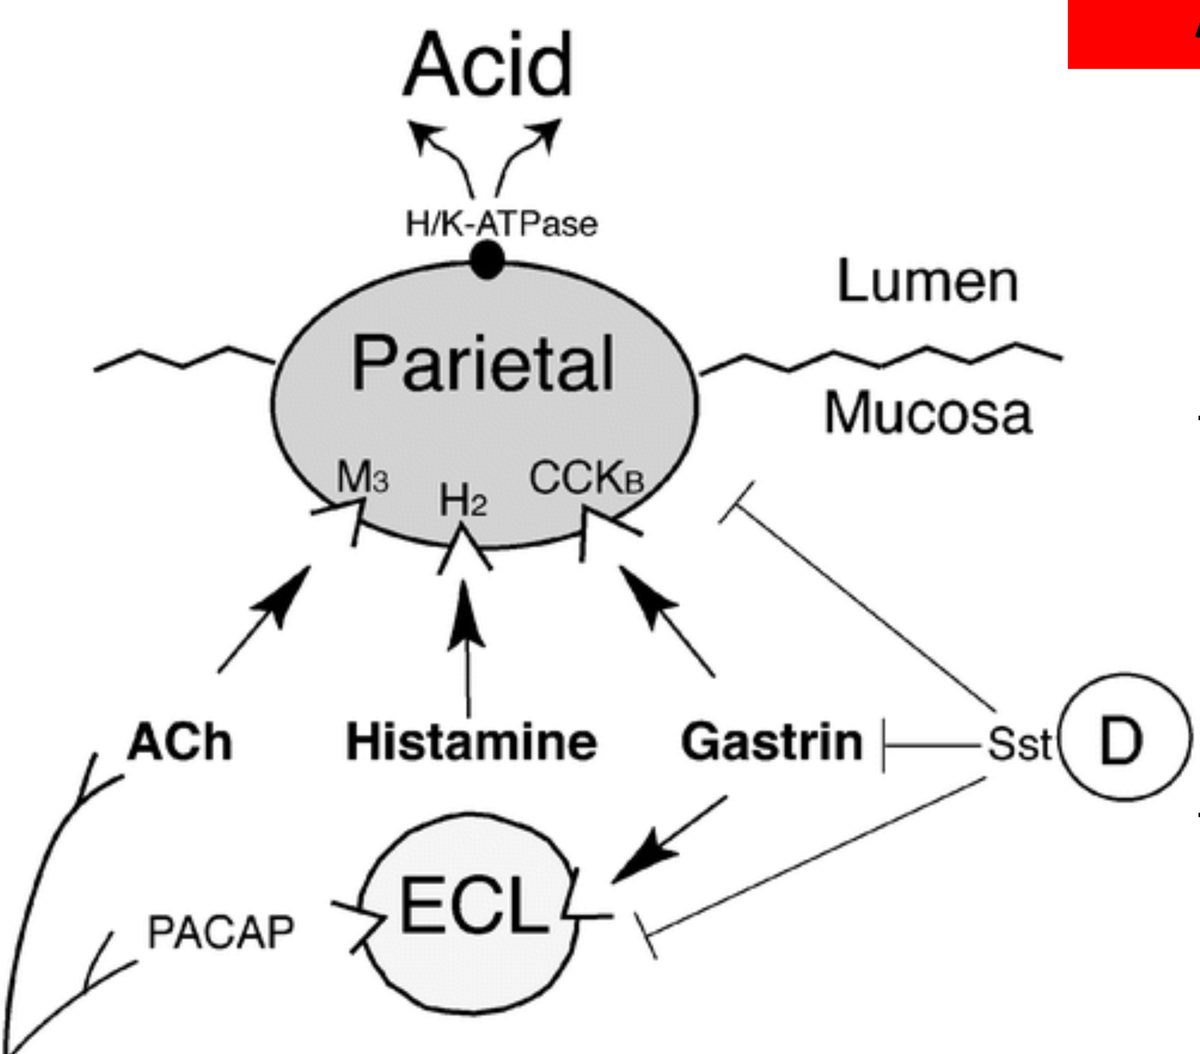 Acid
H/K-ATPase
Lumen
Parietal
Mucosa
M3
H2
CCKB
ACh
Histamine
Gastrin
Sst
D
ECL
PACAP